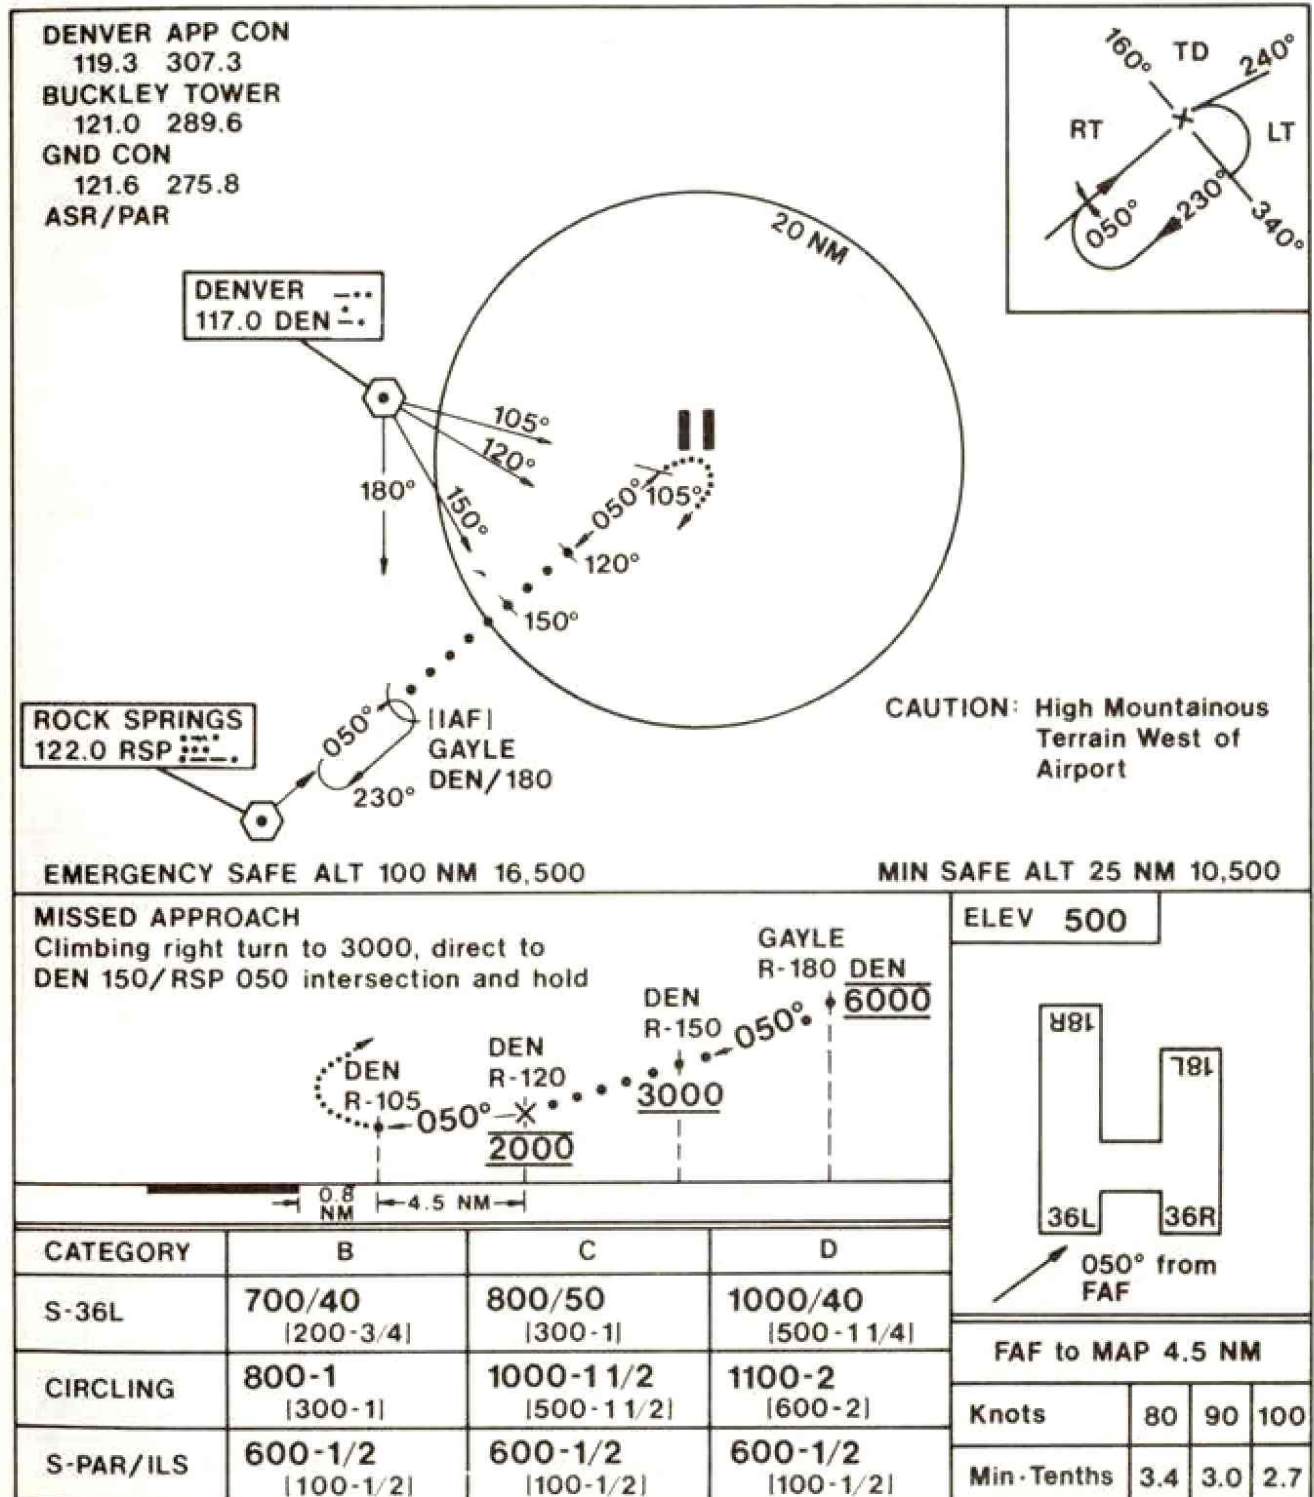 DENVER APP CON
119.3 307.3
BUCKLEY TOWER
121.0 289.6
GND CON
121.6 275.8
ASR/PAR
160°
TD
240°
RT
LT
050°
230°
340°
20 NM
DENVER
117.0 DEN
105°
120°
150°
180°
050°
105°
120°
150°
ROCK SPRINGS
122.0 RSP
050°
230°
|IAF|
GAYLE
DEN/180
CAUTION: High Mountainous
Terrain West of
Airport
EMERGENCY SAFE ALT 100 NM 16,500
MIN SAFE ALT 25 NM 10,500
MISSED APPROACH
Climbing right turn to 3000, direct to
DEN 150/RSP 050 intersection and hold
GAYLE
R-180 DEN
6000
DEN
R-150
050°
3000
DEN
R-120
2000
DEN
R-105
050°
0.8
NM
4.5 NM
ELEV 500
18R
18L
36L
36R
050° from
FAF
CATEGORY B C D
S-36L 700/40 800/50 1000/40
|200-3/4| |300-1| |500-1 1/4|
CIRCLING 800-1 1000-1 1/2 1100-2
|300-1| |500-1 1/2| |600-2|
S-PAR/ILS 600-1/2 600-1/2 600-1/2
|100-1/2| |100-1/2| |100-1/2|
FAF to MAP 4.5 NM
Knots 80 90 100
Min·Tenths 3.4 3.0 2.7